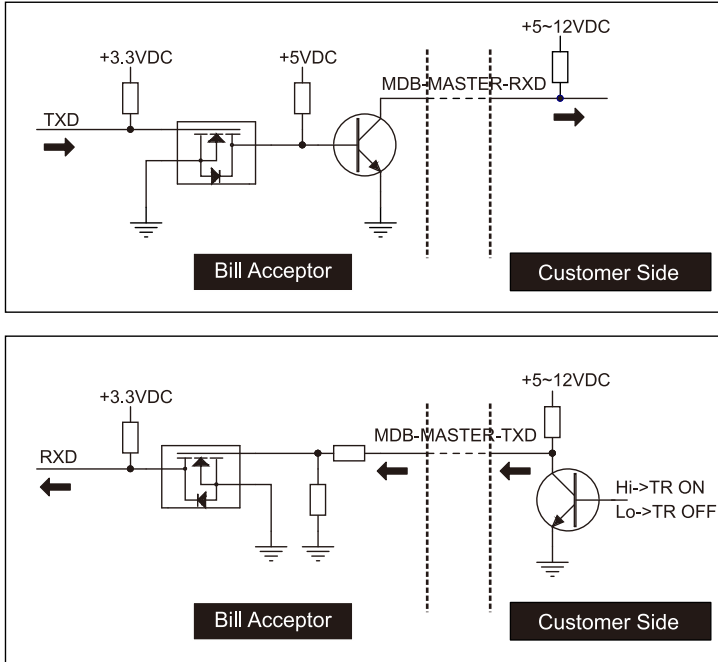 +5~12VDC
+3.3VDC
+5VDC
MDB-MASTER-RXD
TXD
Bill Acceptor
Customer Side
+5~12VDC
+3.3VDC
MDB-MASTER-TXD
RXD
Hi->TR ON
Lo->TR OFF
Bill Acceptor
Customer Side